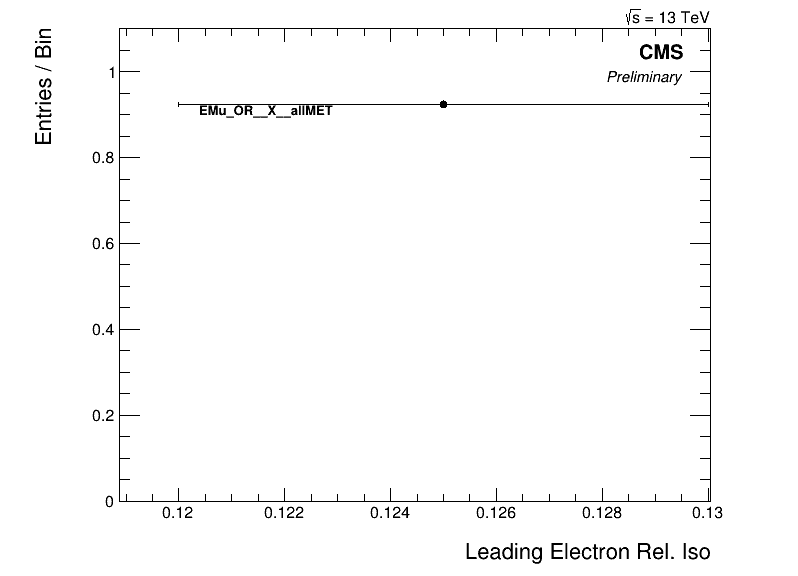 √s = 13 TeV
CMS
Preliminary
Entries / Bin
EMu_OR__X__allMET
1
0.8
0.6
0.4
0.2
0
0.12 0.122 0.124 0.126 0.128 0.13
Leading Electron Rel. Iso